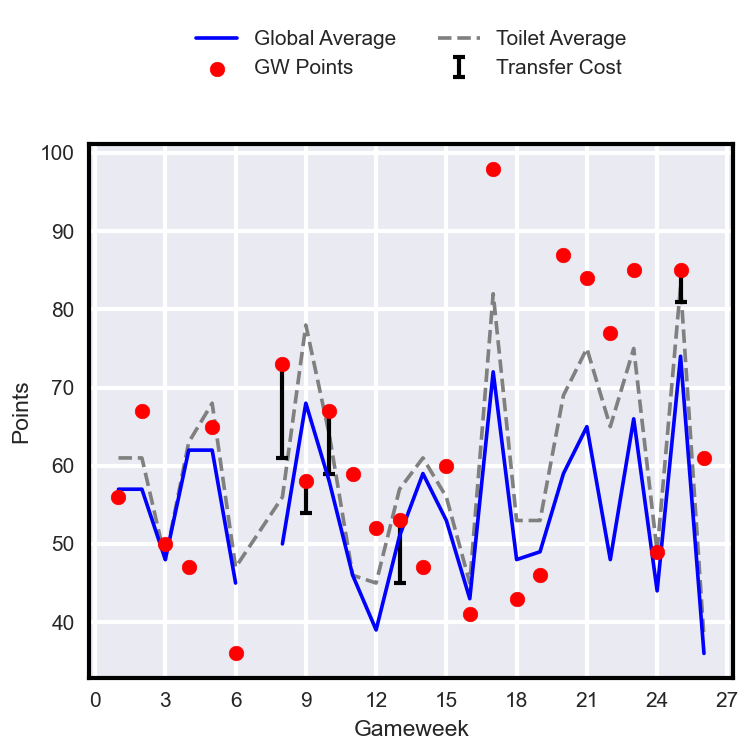 Global Average
Toilet Average
GW Points
Transfer Cost
100
90
80
70
60
50
40
Points
0 3 6 9 12 15 18 21 24 27
Gameweek